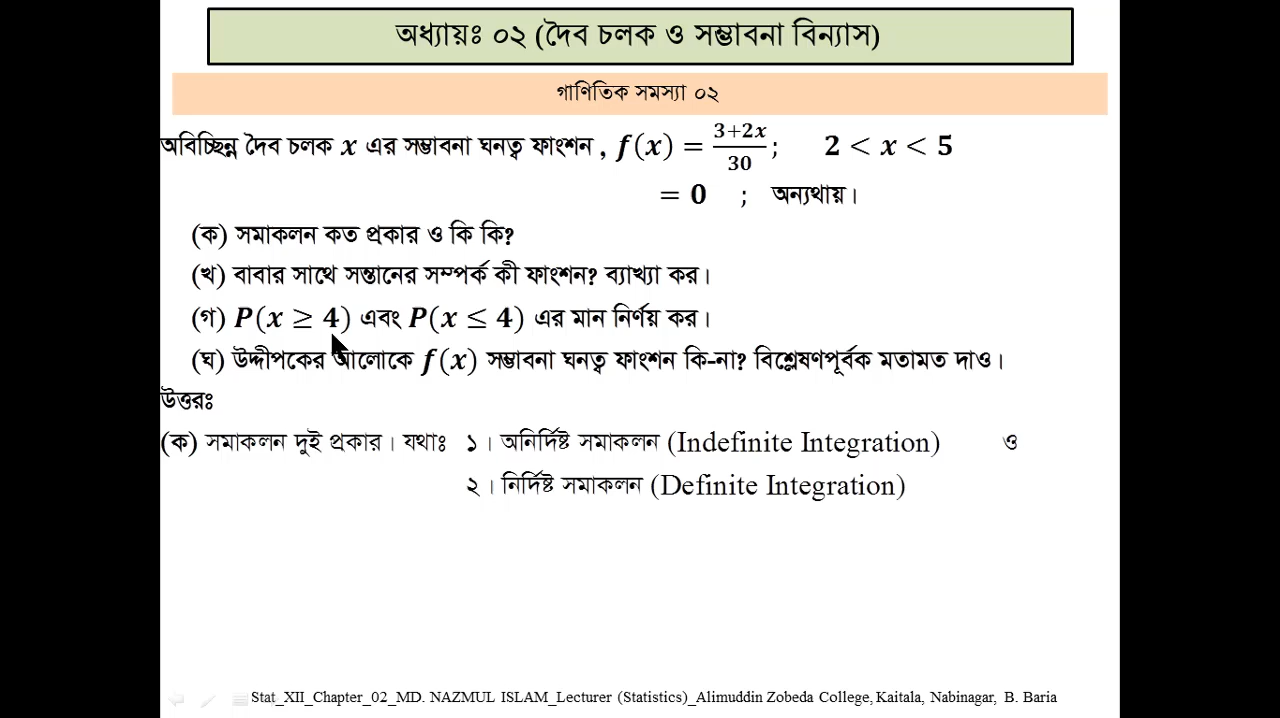 অধ্যায়ঃ ০২ (দৈব চলক ও সম্ভাবনা বিন্যাস)
গাণিতিক সমস্যা ০২
অবিচ্ছিন্ন দৈব চলক x এর সম্ভাবনা ঘনত্ব ফাংশন , f(x) = (3+2x)/30 ; 2 < x < 5
= 0 ; অন্যথায়।
(ক) সমাকলন কত প্রকার ও কি কি?
(খ) বাবার সাথে সন্তানের সম্পর্ক কী ফাংশন? ব্যাখ্যা কর।
(গ) P(x ≥ 4) এবং P(x ≤ 4) এর মান নির্ণয় কর।
(ঘ) উদ্দীপকের আলোকে f(x) সম্ভাবনা ঘনত্ব ফাংশন কি-না? বিশ্লেষণপূর্বক মতামত দাও।
উত্তরঃ
(ক) সমাকলন দুই প্রকার। যথাঃ ১। অনির্দিষ্ট সমাকলন (Indefinite Integration) ও
২। নির্দিষ্ট সমাকলন (Definite Integration)
Stat_XII_Chapter_02_MD. NAZMUL ISLAM_Lecturer (Statistics)_Alimuddin Zobeda College, Kaitala, Nabinagar, B. Baria